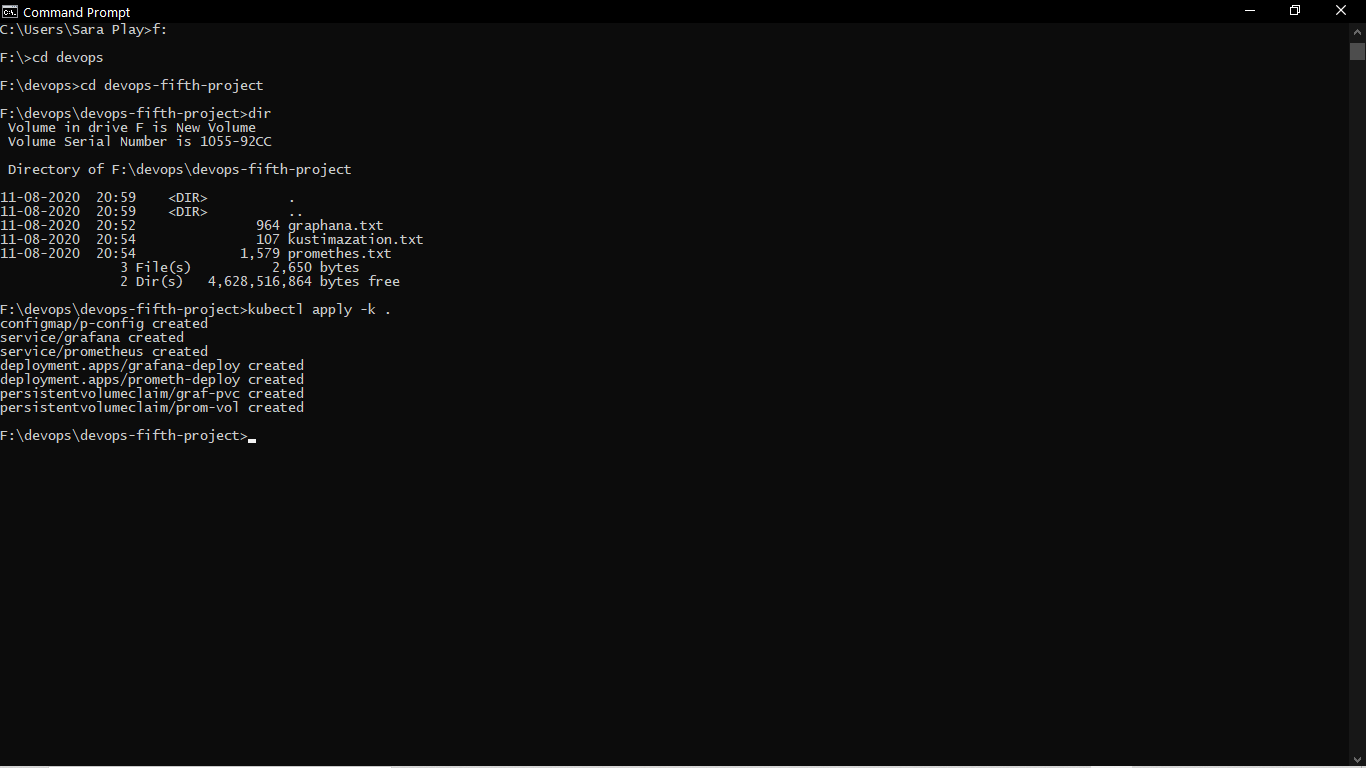 Command Prompt
C:\Users\Sara Play>f:
F:\>cd devops
F:\devops>cd devops-fifth-project
F:\devops\devops-fifth-project>dir
 Volume in drive F is New Volume
 Volume Serial Number is 1055-92CC
 Directory of F:\devops\devops-fifth-project
11-08-2020  20:59    <DIR>          .
11-08-2020  20:59    <DIR>          ..
11-08-2020  20:52               964 graphana.txt
11-08-2020  20:54               107 kustimazation.txt
11-08-2020  20:54             1,579 promethes.txt
               3 File(s)          2,650 bytes
               2 Dir(s)   4,628,516,864 bytes free
F:\devops\devops-fifth-project>kubectl apply -k .
configmap/p-config created
service/grafana created
service/prometheus created
deployment.apps/grafana-deploy created
deployment.apps/prometh-deploy created
persistentvolumeclaim/graf-pvc created
persistentvolumeclaim/prom-vol created
F:\devops\devops-fifth-project>